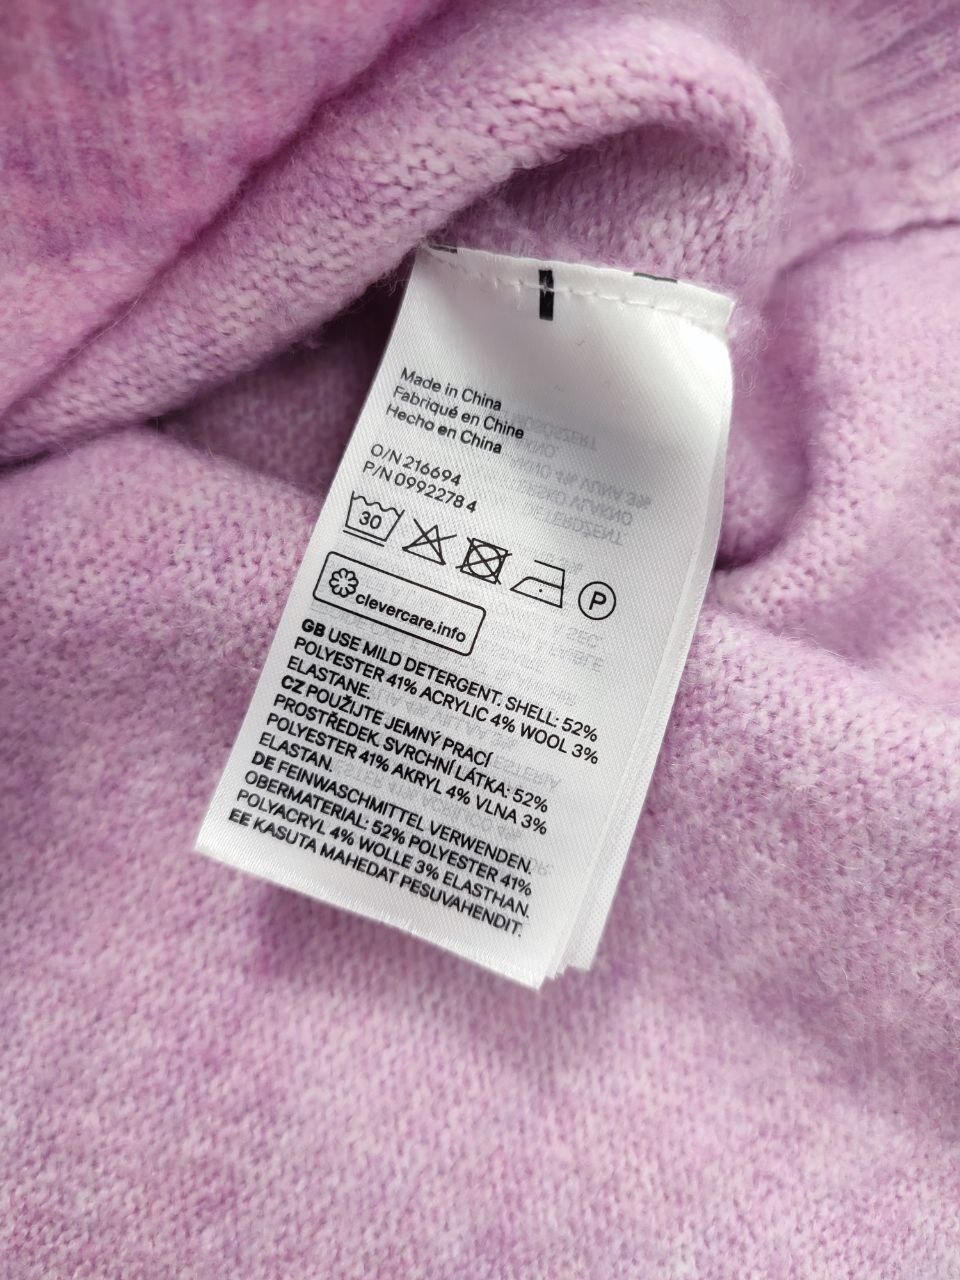 Made in China
Fabriqué en Chine
Hecho en China
O/N 216694
P/N 09922784
30
P
clevercare.info
GB USE MILD DETERGENT. SHELL: 52%
POLYESTER 41% ACRYLIC 4% WOOL 3%
ELASTANE.
CZ POUŽIJTE JEMNÝ PRACÍ
PROSTŘEDEK. SVRCHNÍ LÁTKA: 52%
POLYESTER 41% AKRYL 4% VLNA 3%
ELASTAN.
DE FEINWASCHMITTEL VERWENDEN.
OBERMATERIAL: 52% POLYESTER 41%
POLYACRYL 4% WOLLE 3% ELASTHAN.
EE KASUTA MAHEDAT PESUVAHENDIT.